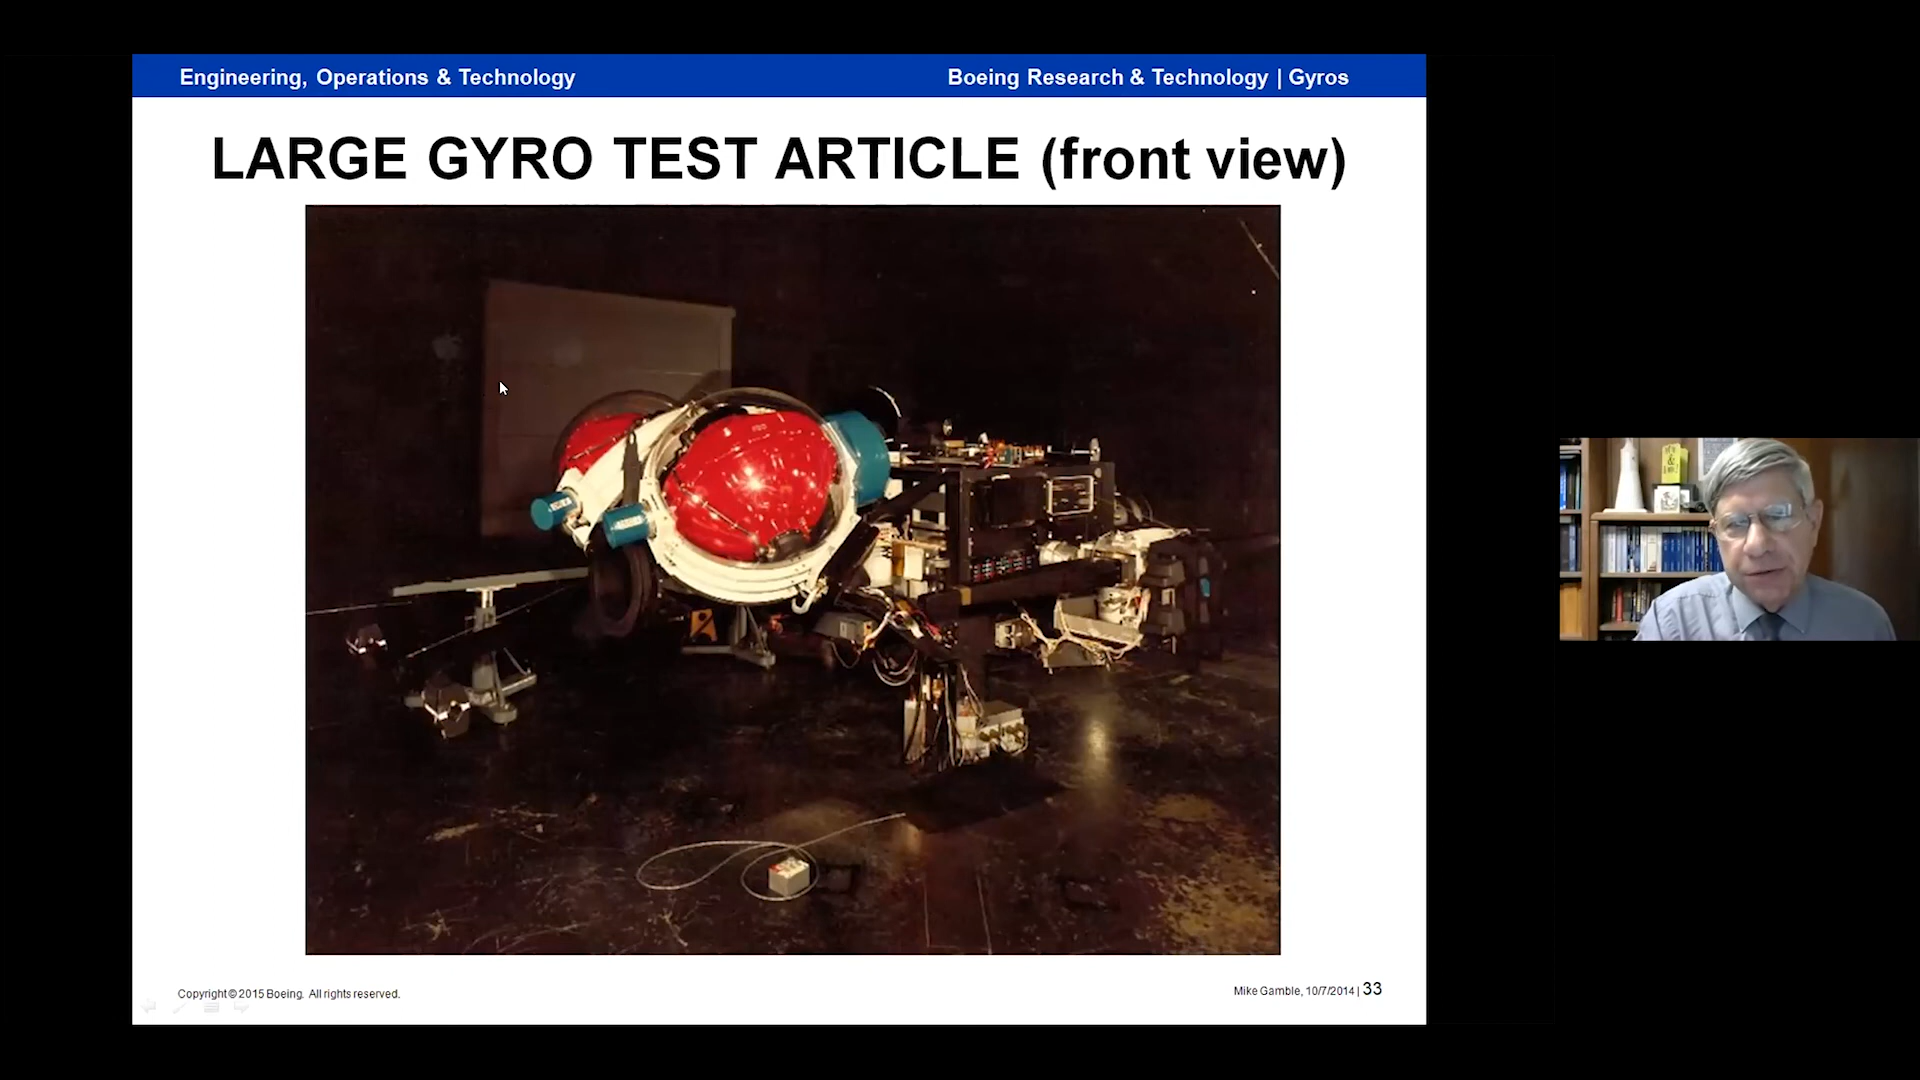 Engineering, Operations & Technology
Boeing Research & Technology | Gyros
LARGE GYRO TEST ARTICLE (front view)
Copyright © 2015 Boeing. All rights reserved.
Mike Gamble, 10/7/2014 | 33